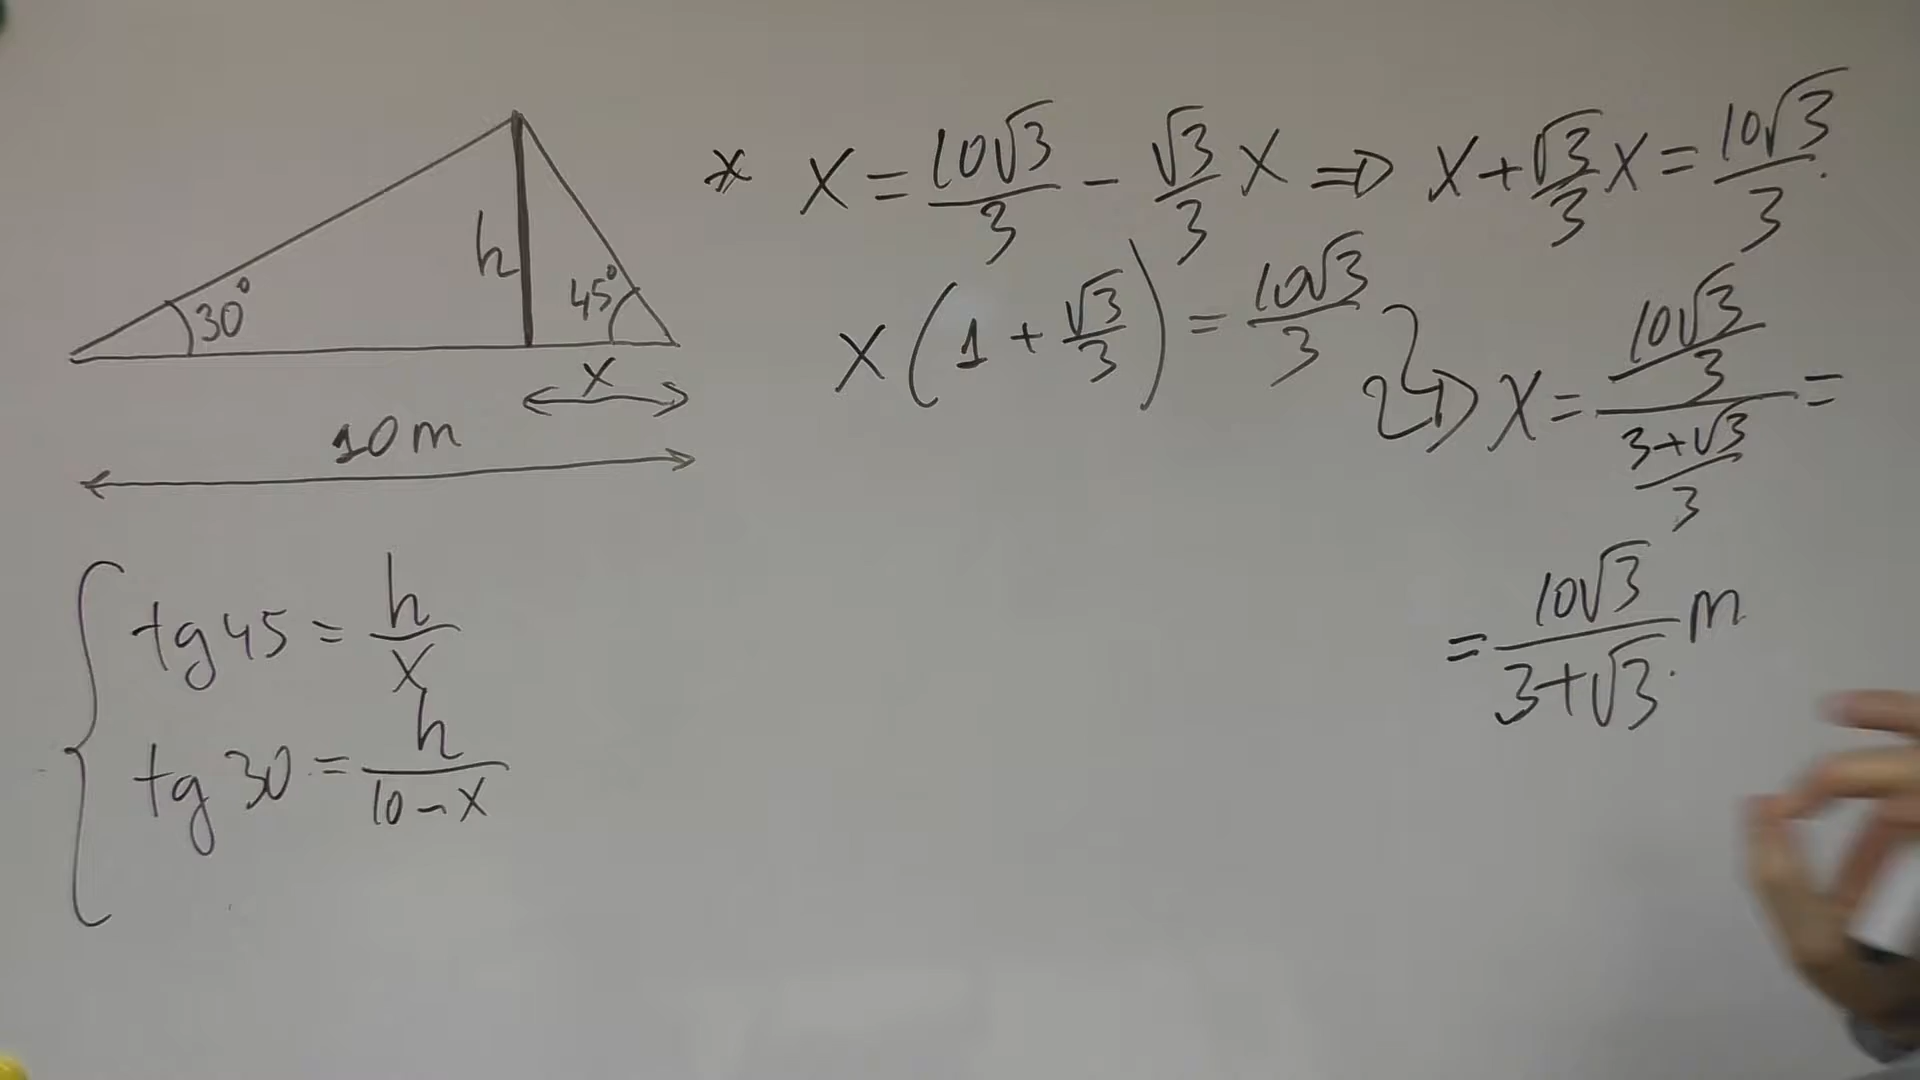 h
30°
45°
x
10 m
tg 45 = h/x
tg 30 = h/(10-x)
* x = 10√3/3 - √3/3 x ⇒ x + √3/3 x = 10√3/3
x(1 + √3/3) = 10√3/3 ⇒ x = (10√3/3)/((3+√3)/3) =
= 10√3/(3+√3) m